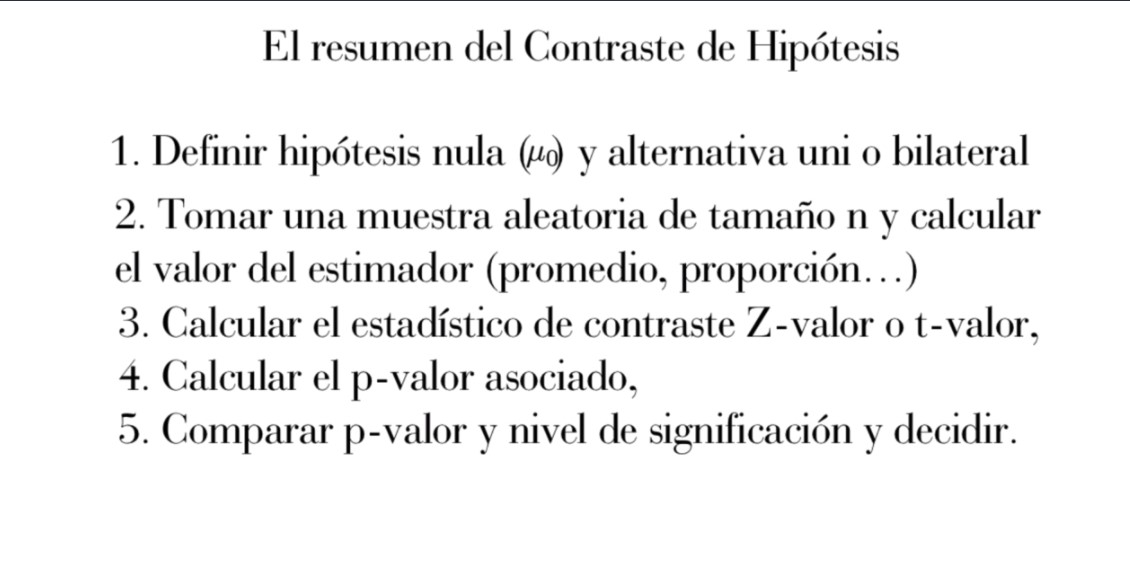 El resumen del Contraste de Hipótesis
1. Definir hipótesis nula (μ0) y alternativa uni o bilateral
2. Tomar una muestra aleatoria de tamaño n y calcular
el valor del estimador (promedio, proporción...)
3. Calcular el estadístico de contraste Z-valor o t-valor,
4. Calcular el p-valor asociado,
5. Comparar p-valor y nivel de significación y decidir.